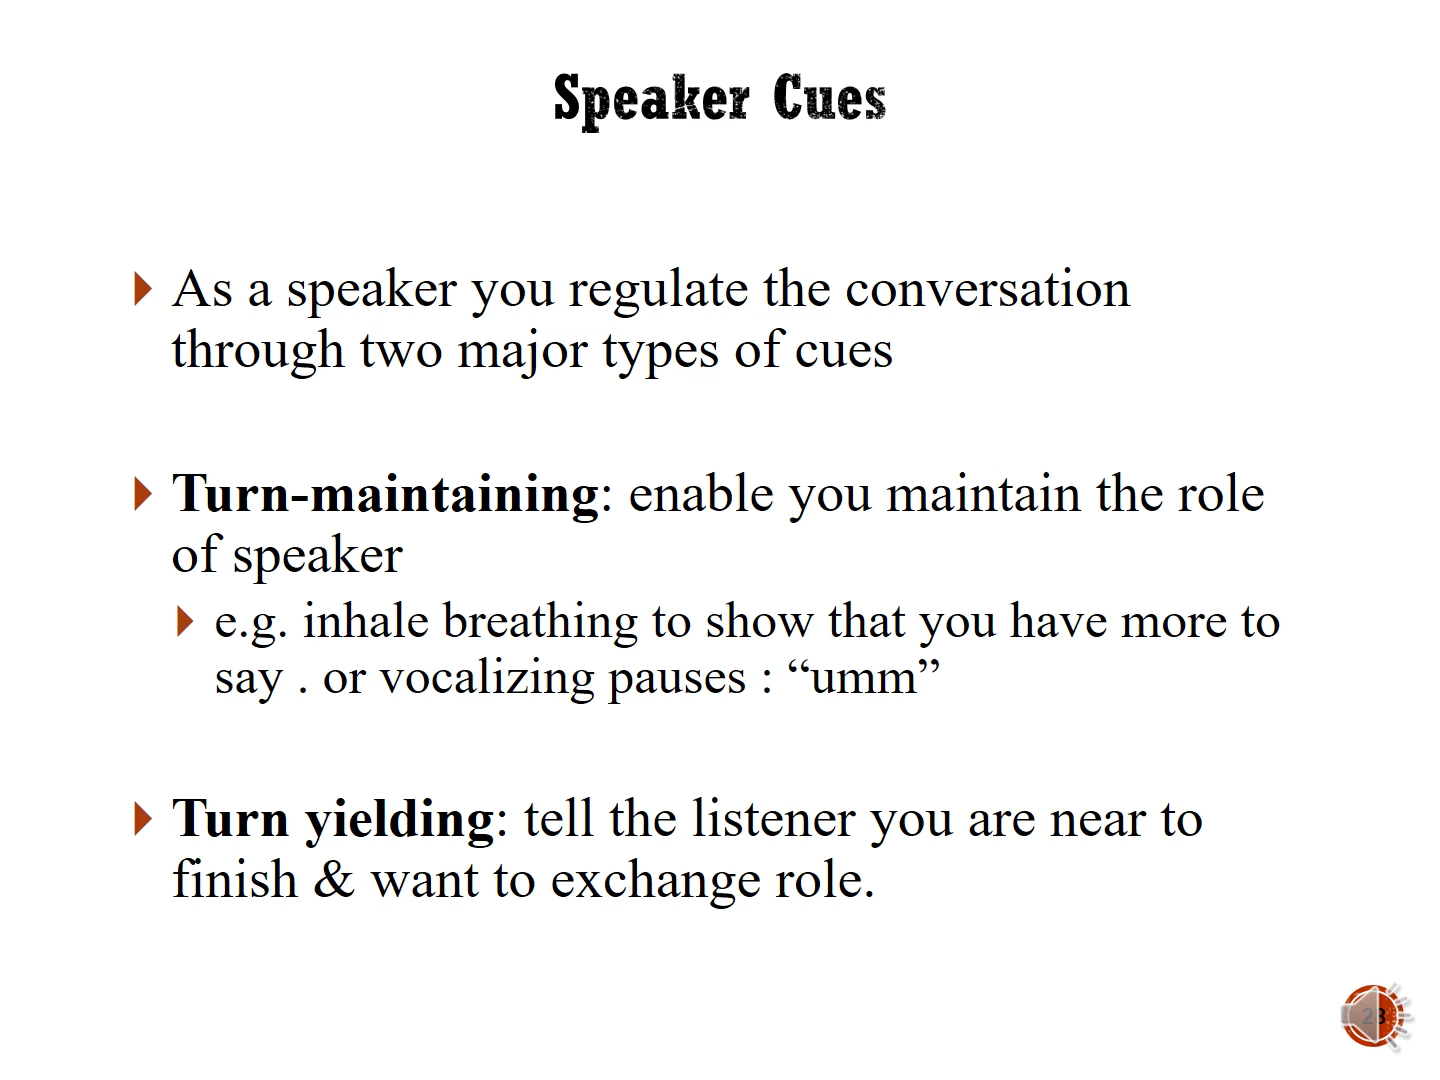 Speaker Cues
As a speaker you regulate the conversation
through two major types of cues
Turn-maintaining: enable you maintain the role
of speaker
e.g. inhale breathing to show that you have more to
say . or vocalizing pauses : “umm”
Turn yielding: tell the listener you are near to
finish & want to exchange role.